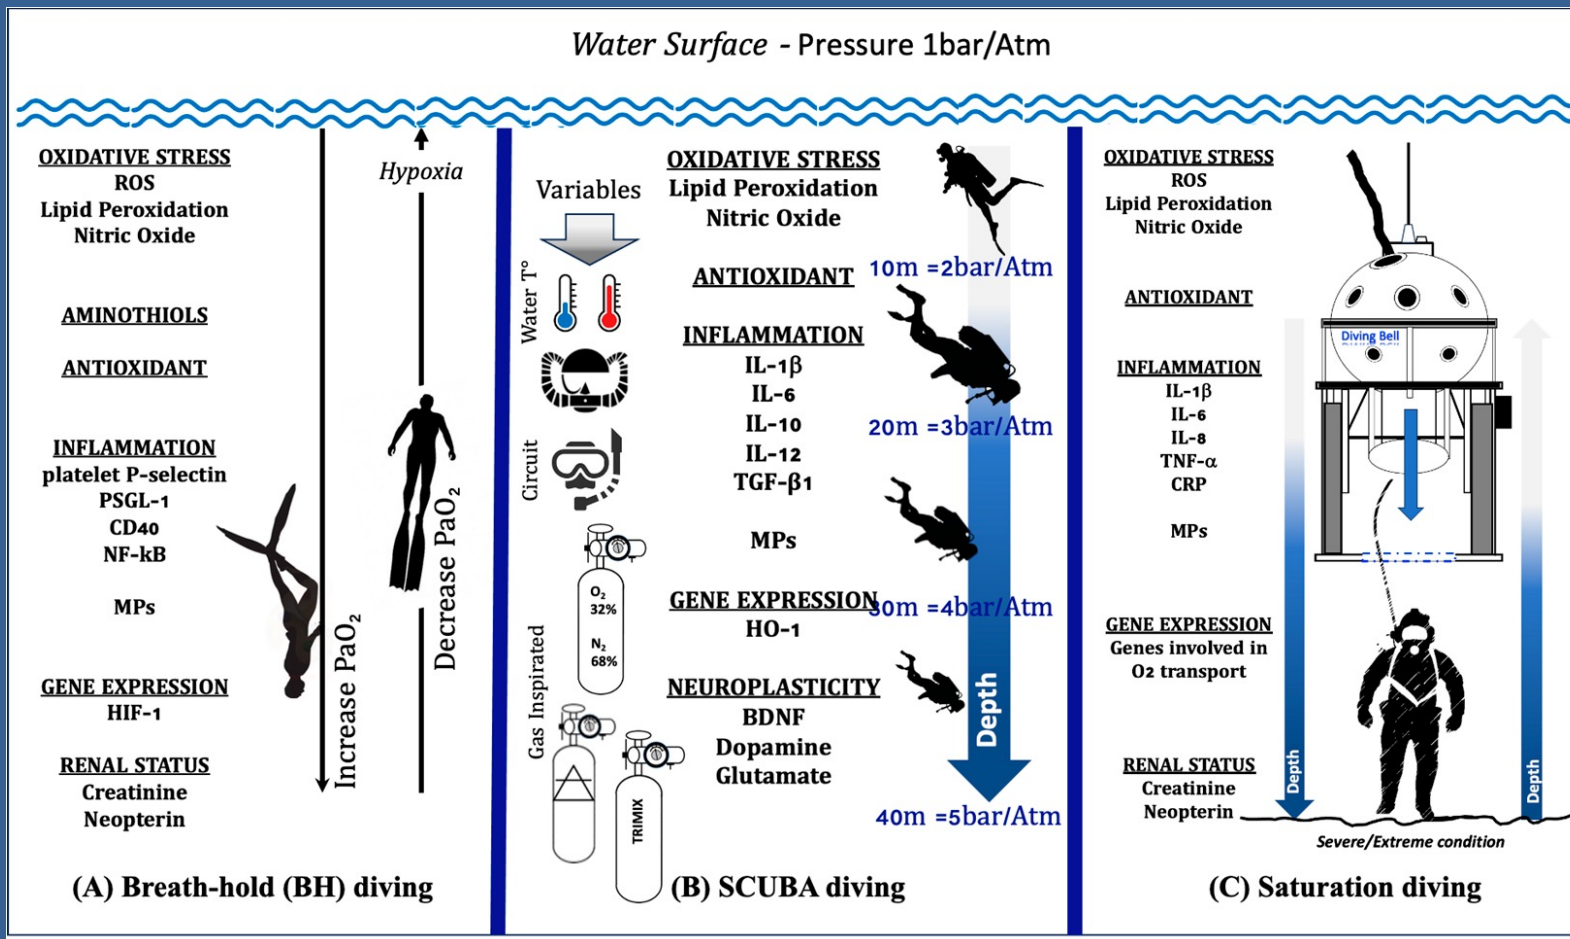 Water Surface - Pressure 1bar/Atm
OXIDATIVE STRESS
ROS
Lipid Peroxidation
Nitric Oxide
AMINOTHIOLS
ANTIOXIDANT
INFLAMMATION
platelet P-selectin
PSGL-1
CD40
NF-kB
MPs
GENE EXPRESSION
HIF-1
RENAL STATUS
Creatinine
Neopterin
Increase PaO2
Hypoxia
Decrease PaO2
(A) Breath-hold (BH) diving
Variables
Water T°
Circuit
Gas Inspirated
O2
32%
N2
68%
TRIMIX
OXIDATIVE STRESS
Lipid Peroxidation
Nitric Oxide
ANTIOXIDANT
INFLAMMATION
IL-1β
IL-6
IL-10
IL-12
TGF-β1
MPs
GENE EXPRESSION
HO-1
NEUROPLASTICITY
BDNF
Dopamine
Glutamate
10m =2bar/Atm
20m =3bar/Atm
30m =4bar/Atm
Depth
40m =5bar/Atm
(B) SCUBA diving
OXIDATIVE STRESS
ROS
Lipid Peroxidation
Nitric Oxide
ANTIOXIDANT
INFLAMMATION
IL-1β
IL-6
IL-8
TNF-α
CRP
MPs
GENE EXPRESSION
Genes involved in
O2 transport
RENAL STATUS
Creatinine
Neopterin
Depth
Diving Bell
Depth
Severe/Extreme condition
(C) Saturation diving